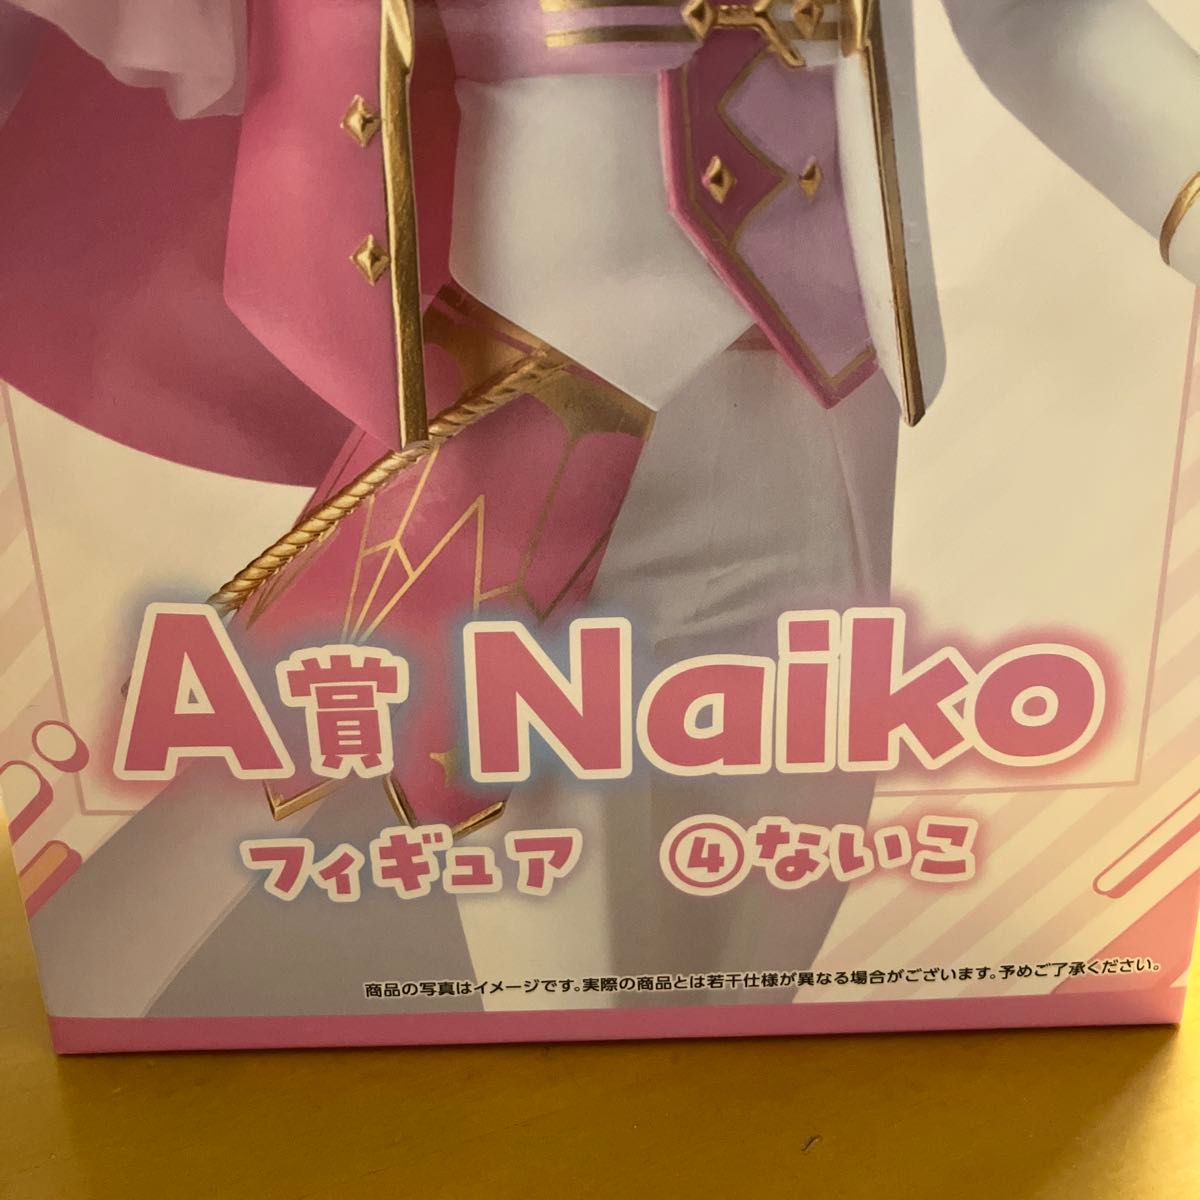 A賞 Naiko
フィギュア ④ないこ
商品の写真はイメージです。実際の商品とは若干仕様が異なる場合がございます。予めご了承ください。